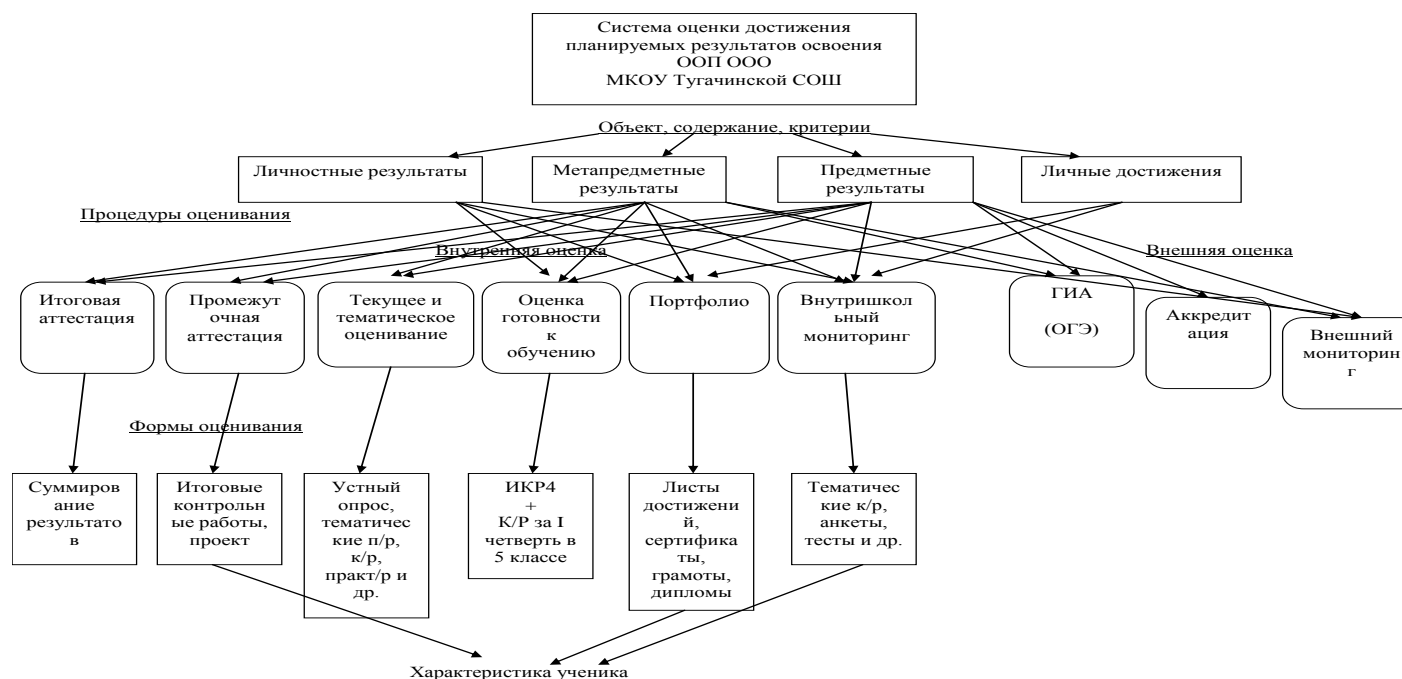 Система оценки достижения
планируемых результатов освоения
ООП ООО
МКОУ Тугачинской СОШ
Объект, содержание, критерии
Личностные результаты
Метапредметные
результаты
Предметные
результаты
Личные достижения
Процедуры оценивания
Внутренняя оценка
Внешняя оценка
Итоговая
аттестация
Промежут
очная
аттестация
Текущее и
тематическое
оценивание
Оценка
готовности
к
обучению
Портфолио
Внутришкол
ьный
мониторинг
ГИА
(ОГЭ)
Аккредит
ация
Внешний
мониторин
г
Формы оценивания
Суммиров
ание
результато
в
Итоговые
контрольн
ые работы,
проект
Устный
опрос,
тематичес
кие п/р,
к/р,
практ/р и
др.
ИКР4
+
К/Р за I
четверть в
5 классе
Листы
достижени
й,
сертифика
ты,
грамоты,
дипломы
Тематичес
кие к/р,
анкеты,
тесты и др.
Характеристика ученика